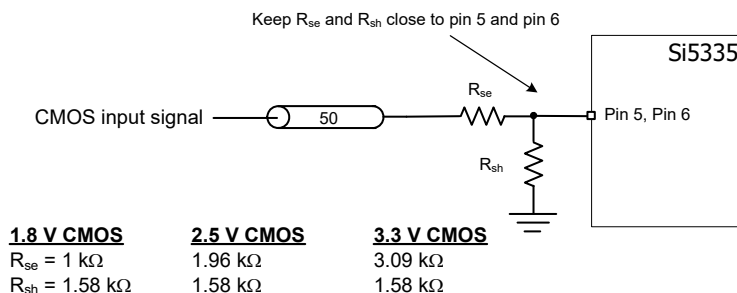 Keep Rse and Rsh close to pin 5 and pin 6
Si5335
Rse
CMOS input signal
50
Pin 5, Pin 6
Rsh
1.8 V CMOS 2.5 V CMOS 3.3 V CMOS
Rse = 1 kΩ 1.96 kΩ 3.09 kΩ
Rsh = 1.58 kΩ 1.58 kΩ 1.58 kΩ